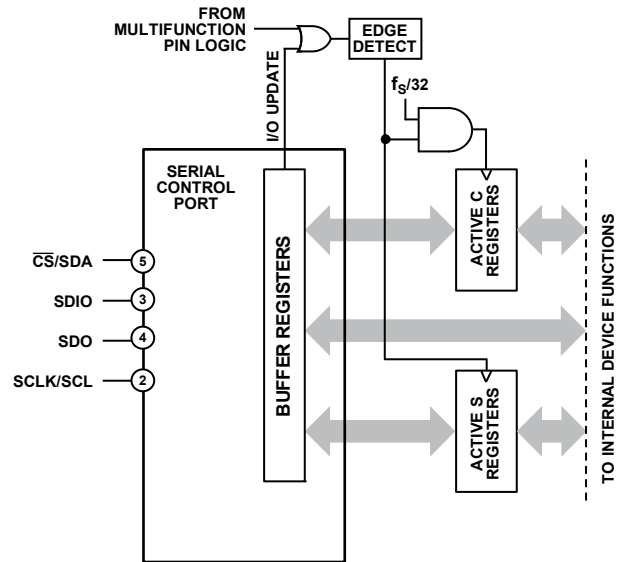 FROM
MULTIFUNCTION
PIN LOGIC
EDGE
DETECT
I/O UPDATE
fS/32
SERIAL
CONTROL
PORT
BUFFER REGISTERS
ACTIVE C
REGISTERS
CS/SDA
5
SDIO
3
SDO
4
SCLK/SCL
2
ACTIVE S
REGISTERS
TO INTERNAL DEVICE FUNCTIONS